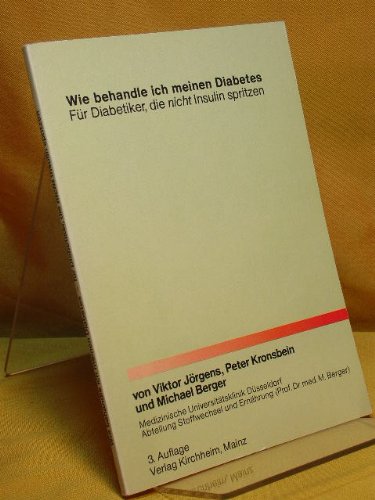 Wie behandle ich meinen Diabetes
Für Diabetiker, die nicht Insulin spritzen
von Viktor Jörgens, Peter Kronsbein
und Michael Berger
Medizinische Universitätsklinik Düsseldorf
Abteilung Stoffwechsel und Ernährung (Prof. Dr. med. M. Berger)
3. Auflage
Verlag Kirchheim, Mainz